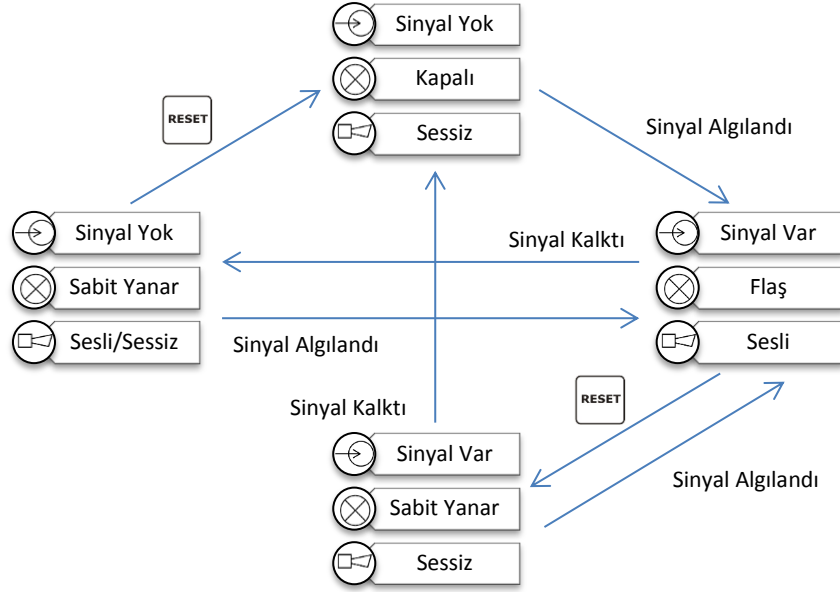 Sinyal Yok
Kapalı
Sessiz
RESET
Sinyal Algılandı
Sinyal Yok
Sabit Yanar
Sesli/Sessiz
Sinyal Kalktı
Sinyal Var
Flaş
Sesli
Sinyal Algılandı
Sinyal Kalktı
RESET
Sinyal Var
Sabit Yanar
Sessiz
Sinyal Algılandı